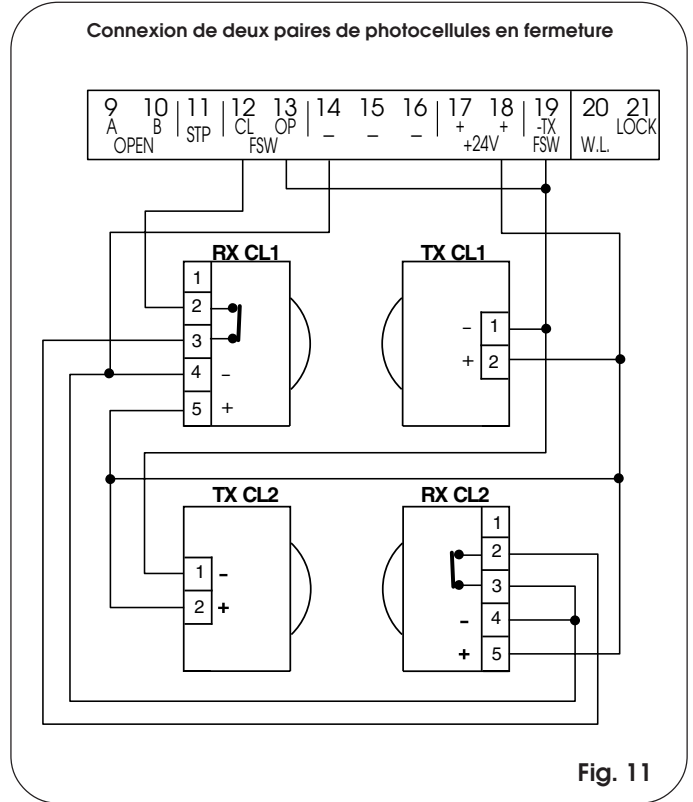 Connexion de deux paires de photocellules en fermeture
9 10 11 12 13 14 15 16 17 18 19 20 21
A B STP CL OP – – – + + -TX LOCK
OPEN FSW +24V FSW W.L.
RX CL1 TX CL1
1
2
3
4 –
5 +
– 1
+ 2
TX CL2 RX CL2
1 -
2 +
1
2
3
- 4
+ 5
Fig. 11